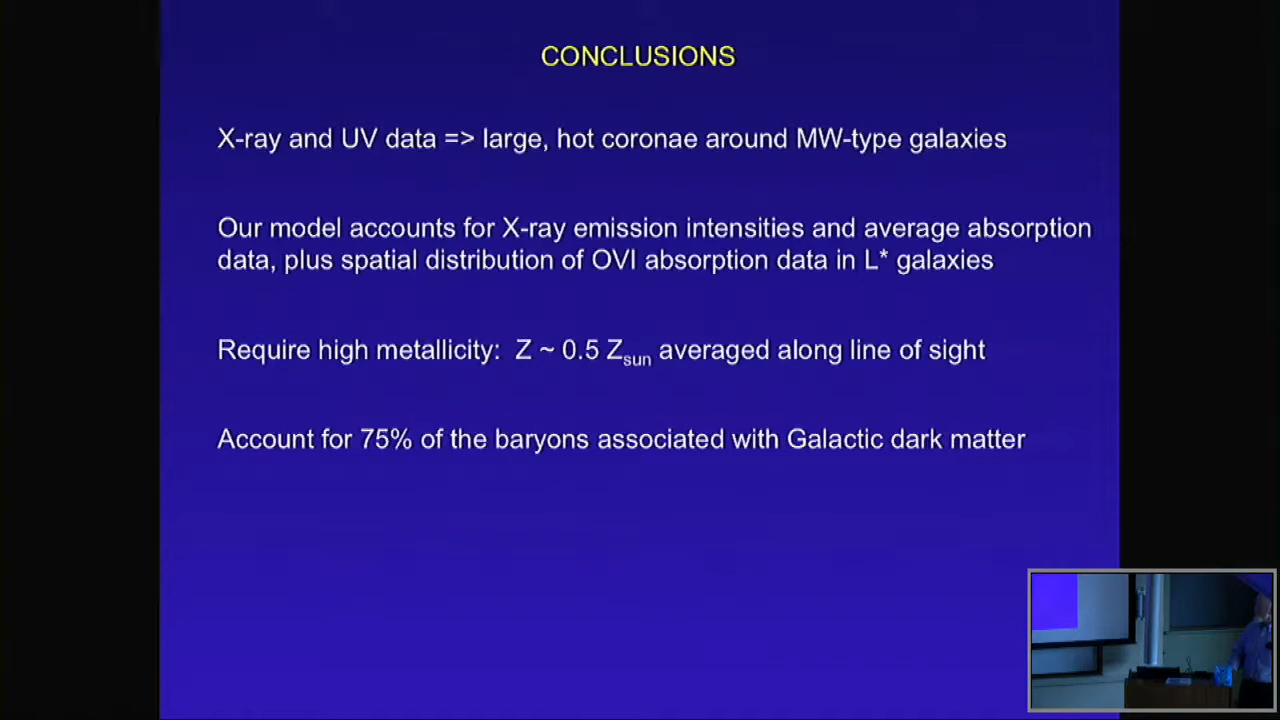 CONCLUSIONS
X-ray and UV data => large, hot coronae around MW-type galaxies
Our model accounts for X-ray emission intensities and average absorption
data, plus spatial distribution of OVI absorption data in L* galaxies
Require high metallicity: Z ~ 0.5 Zsun averaged along line of sight
Account for 75% of the baryons associated with Galactic dark matter